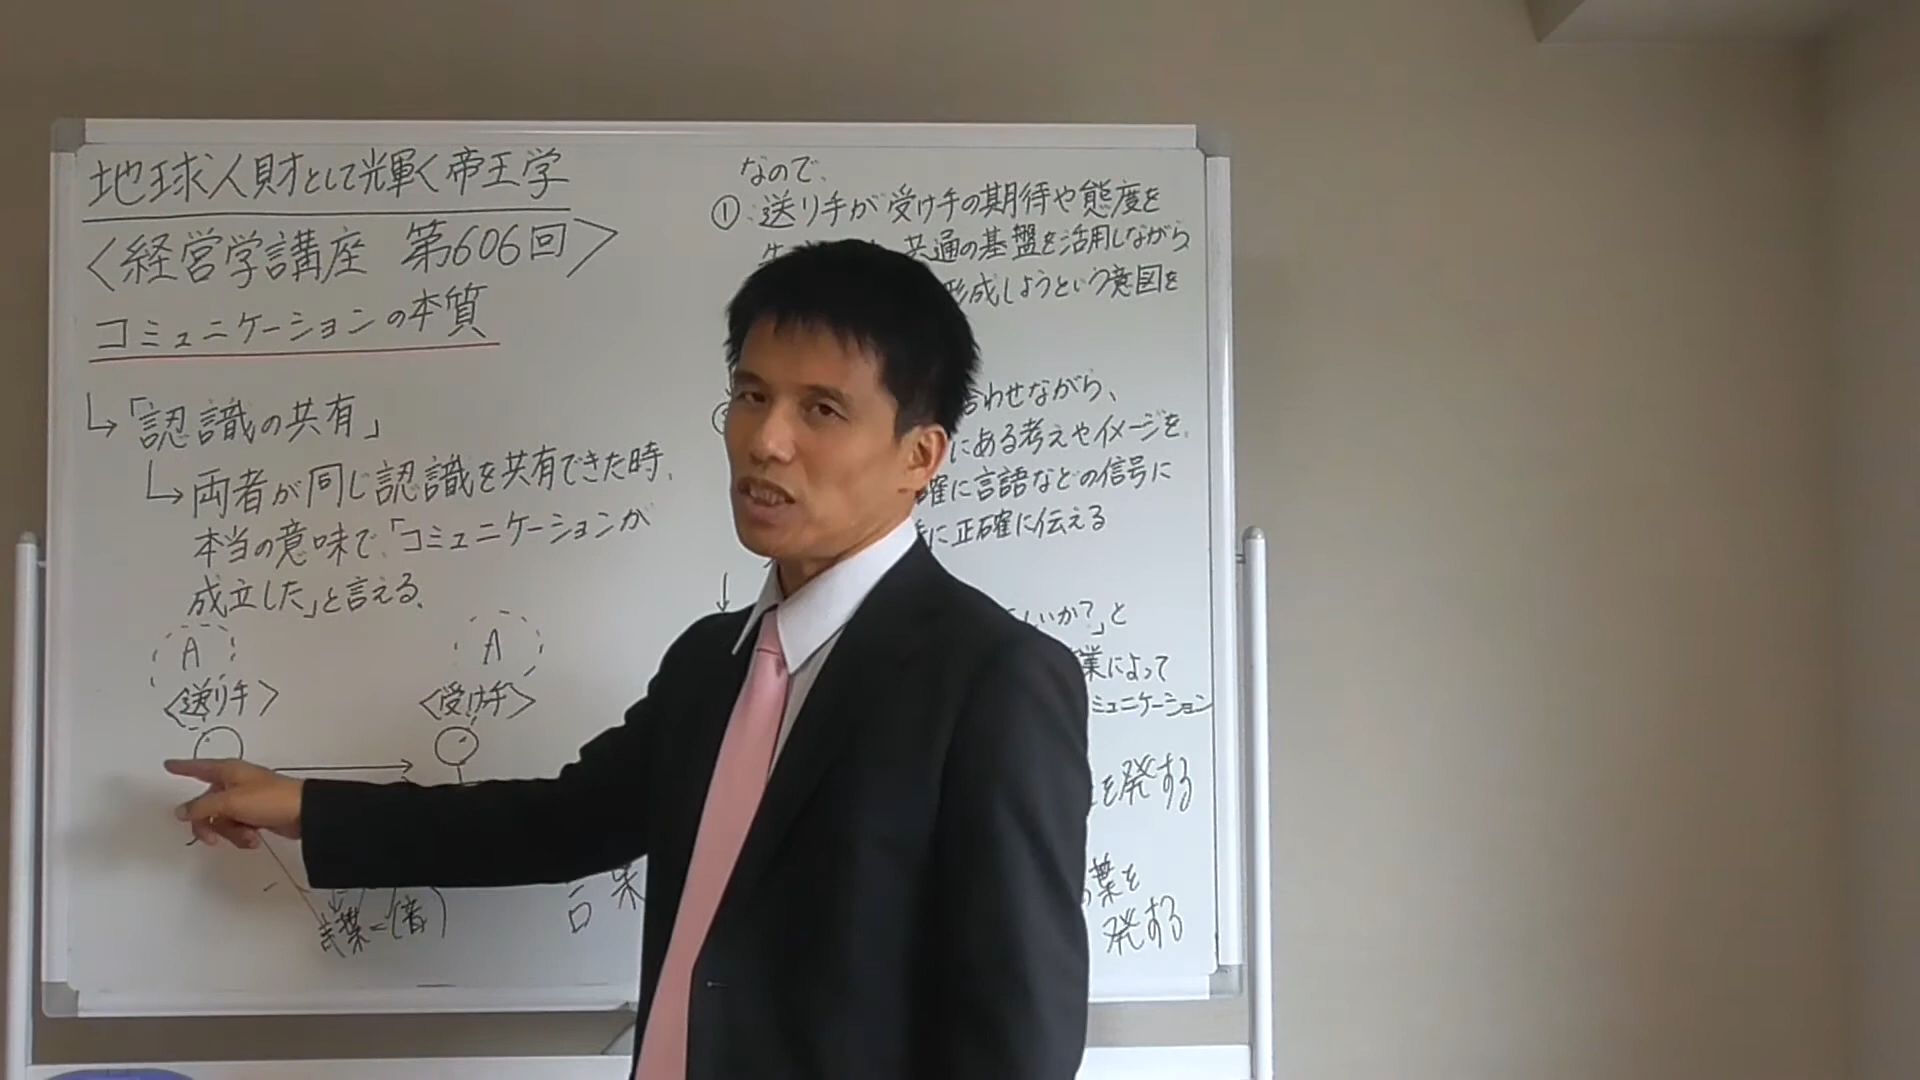 地球人財として輝く帝王学
〈経営学講座 第606回〉
コミュニケーションの本質
↳「認識の共有」
↳両者が同じ認識を共有できた時、
本当の意味で、「コミュニケーションが
成立した」と言える。
A
A
〈送り手〉
〈受け手〉
言葉=(音)
なので、
①.送り手が受け手の期待や態度を
共通の基盤を活用しながら
形成しようという意図を
合わせながら、
にある考えやイメージを、
確に言語などの信号に
に正確に伝える
いか?」と
業によって
ミュニケーション
を発する
葉を
発する